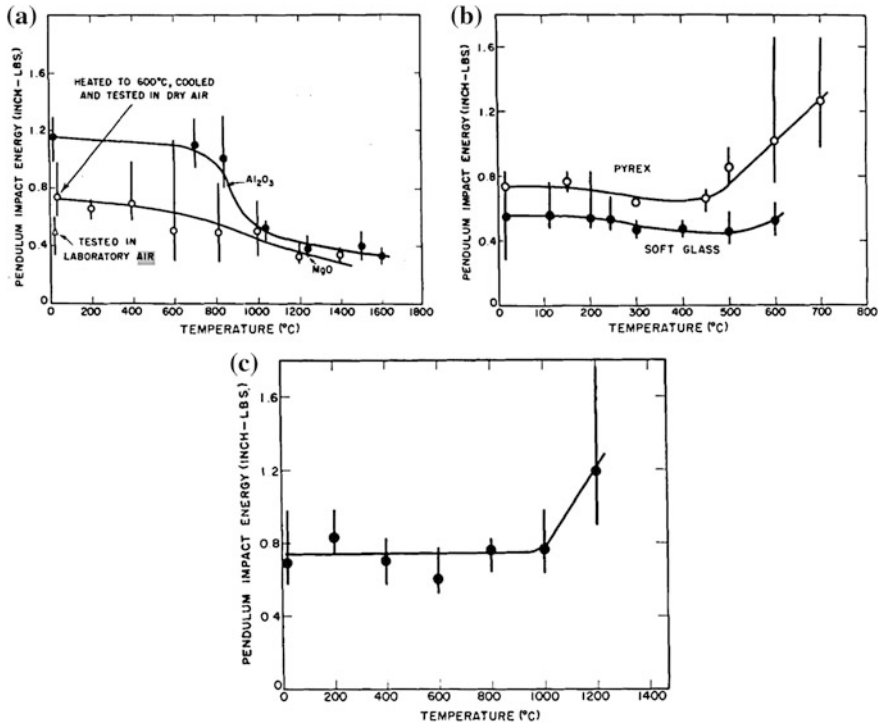 (a)
PENDULUM IMPACT ENERGY (INCH-LBS.)
1.6
1.2
0.8
0.4
0
HEATED TO 600°C, COOLED
AND TESTED IN DRY AIR
Al₂O₃
TESTED IN
LABORATORY AIR
MgO
200 400 600 800 1000 1200 1400 1600 1800
TEMPERATURE (°C)
(b)
PENDULUM IMPACT ENERGY (INCH-LBS.)
1.6
1.2
0.8
0.4
0
PYREX
SOFT GLASS
0 100 200 300 400 500 600 700 800
TEMPERATURE (°C)
(c)
PENDULUM IMPACT ENERGY (INCH-LBS.)
1.6
1.2
0.8
0.4
0
0 200 400 600 800 1000 1200 1400
TEMPERATURE (°C)